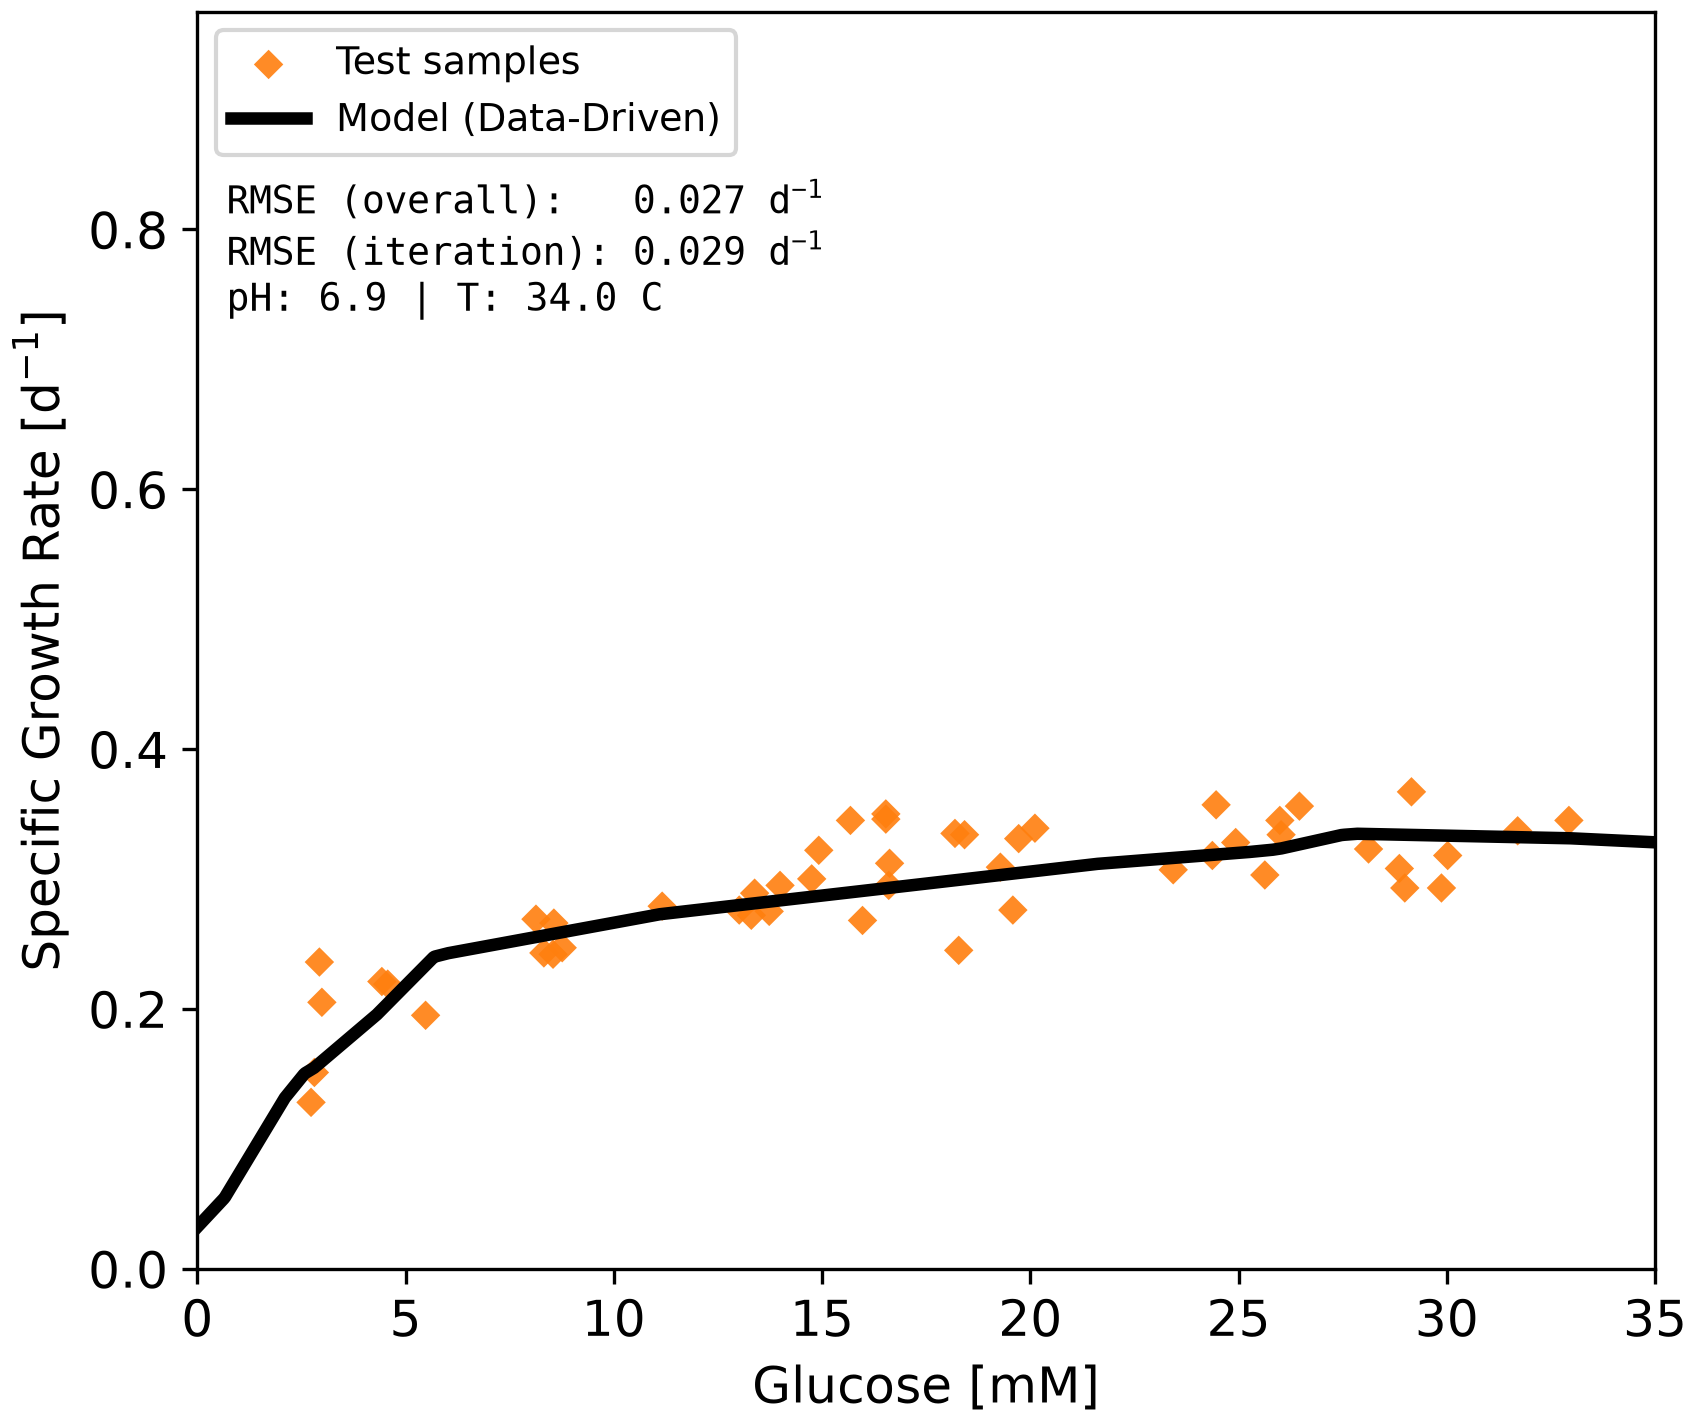 Test samples
Model (Data-Driven)
RMSE (overall): 0.027 d⁻¹
RMSE (iteration): 0.029 d⁻¹
pH: 6.9 | T: 34.0 C
Specific Growth Rate [d⁻¹]
0.8
0.6
0.4
0.2
0.0
0 5 10 15 20 25 30 35
Glucose [mM]